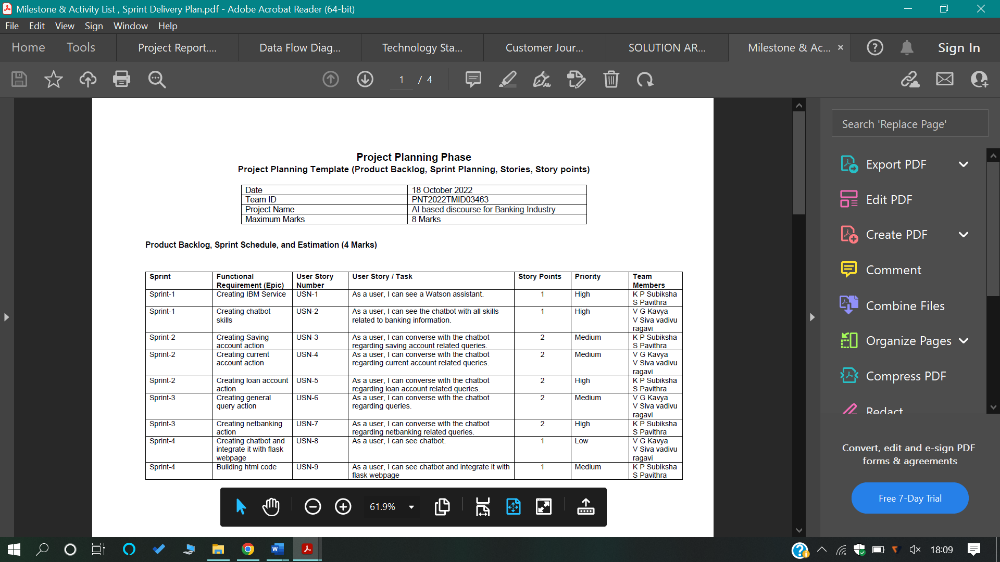 Milestone & Activity List , Sprint Delivery Plan.pdf - Adobe Acrobat Reader (64-bit)
File Edit View Sign Window Help
Home Tools Project Report.... Data Flow Diag... Technology Sta... Customer Jour... SOLUTION AR... Milestone & Ac... Sign In
1 / 4
Search 'Replace Page'
Export PDF
Edit PDF
Create PDF
Comment
Combine Files
Organize Pages
Compress PDF
Redact
Convert, edit and e-sign PDF
forms & agreements
Free 7-Day Trial
Project Planning Phase
Project Planning Template (Product Backlog, Sprint Planning, Stories, Story points)
Date 18 October 2022
Team ID PNT2022TMID03463
Project Name AI based discourse for Banking Industry
Maximum Marks 8 Marks
Product Backlog, Sprint Schedule, and Estimation (4 Marks)
Sprint Functional User Story User Story / Task Story Points Priority Team
Requirement (Epic) Number Members
Sprint-1 Creating IBM Service USN-1 As a user, I can see a Watson assistant. 1 High K P Subiksha
S Pavithra
Sprint-1 Creating chatbot USN-2 As a user, I can see the chatbot with all skills 1 High V G Kavya
skills related to banking information. V Siva vadivu
ragavi
Sprint-2 Creating Saving USN-3 As a user, I can converse with the chatbot 2 Medium K P Subiksha
account action regarding saving account related queries. S Pavithra
Sprint-2 Creating current USN-4 As a user, I can converse with the chatbot 2 Medium V G Kavya
account action regarding current account related queries. V Siva vadivu
ragavi
Sprint-2 Creating loan account USN-5 As a user, I can converse with the chatbot 2 High K P Subiksha
action regarding loan account related queries. S Pavithra
Sprint-3 Creating general USN-6 As a user, I can converse with the chatbot 2 Medium V G Kavya
query action regarding queries. V Siva vadivu
ragavi
Sprint-3 Creating netbanking USN-7 As a user, I can converse with the chatbot 2 High K P Subiksha
action regarding netbanking related queries. S Pavithra
Sprint-4 Creating chatbot and USN-8 As a user, I can see chatbot. 1 Low V G Kavya
integrate it with flask V Siva vadivu
webpage ragavi
Sprint-4 Building html code USN-9 As a user, I can see chatbot and integrate it with 1 Medium K P Subiksha
flask webpage S Pavithra
61.9%
18:09